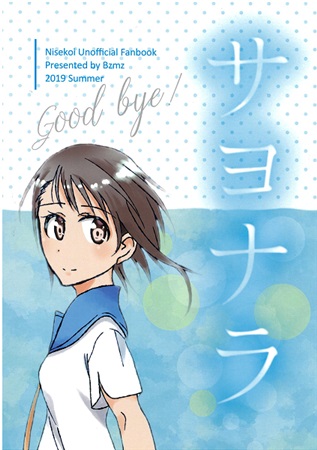 Nisekoi Unofficial Fanbook
Presented by Bzmz
2019 Summer
Good bye!
サヨナラ